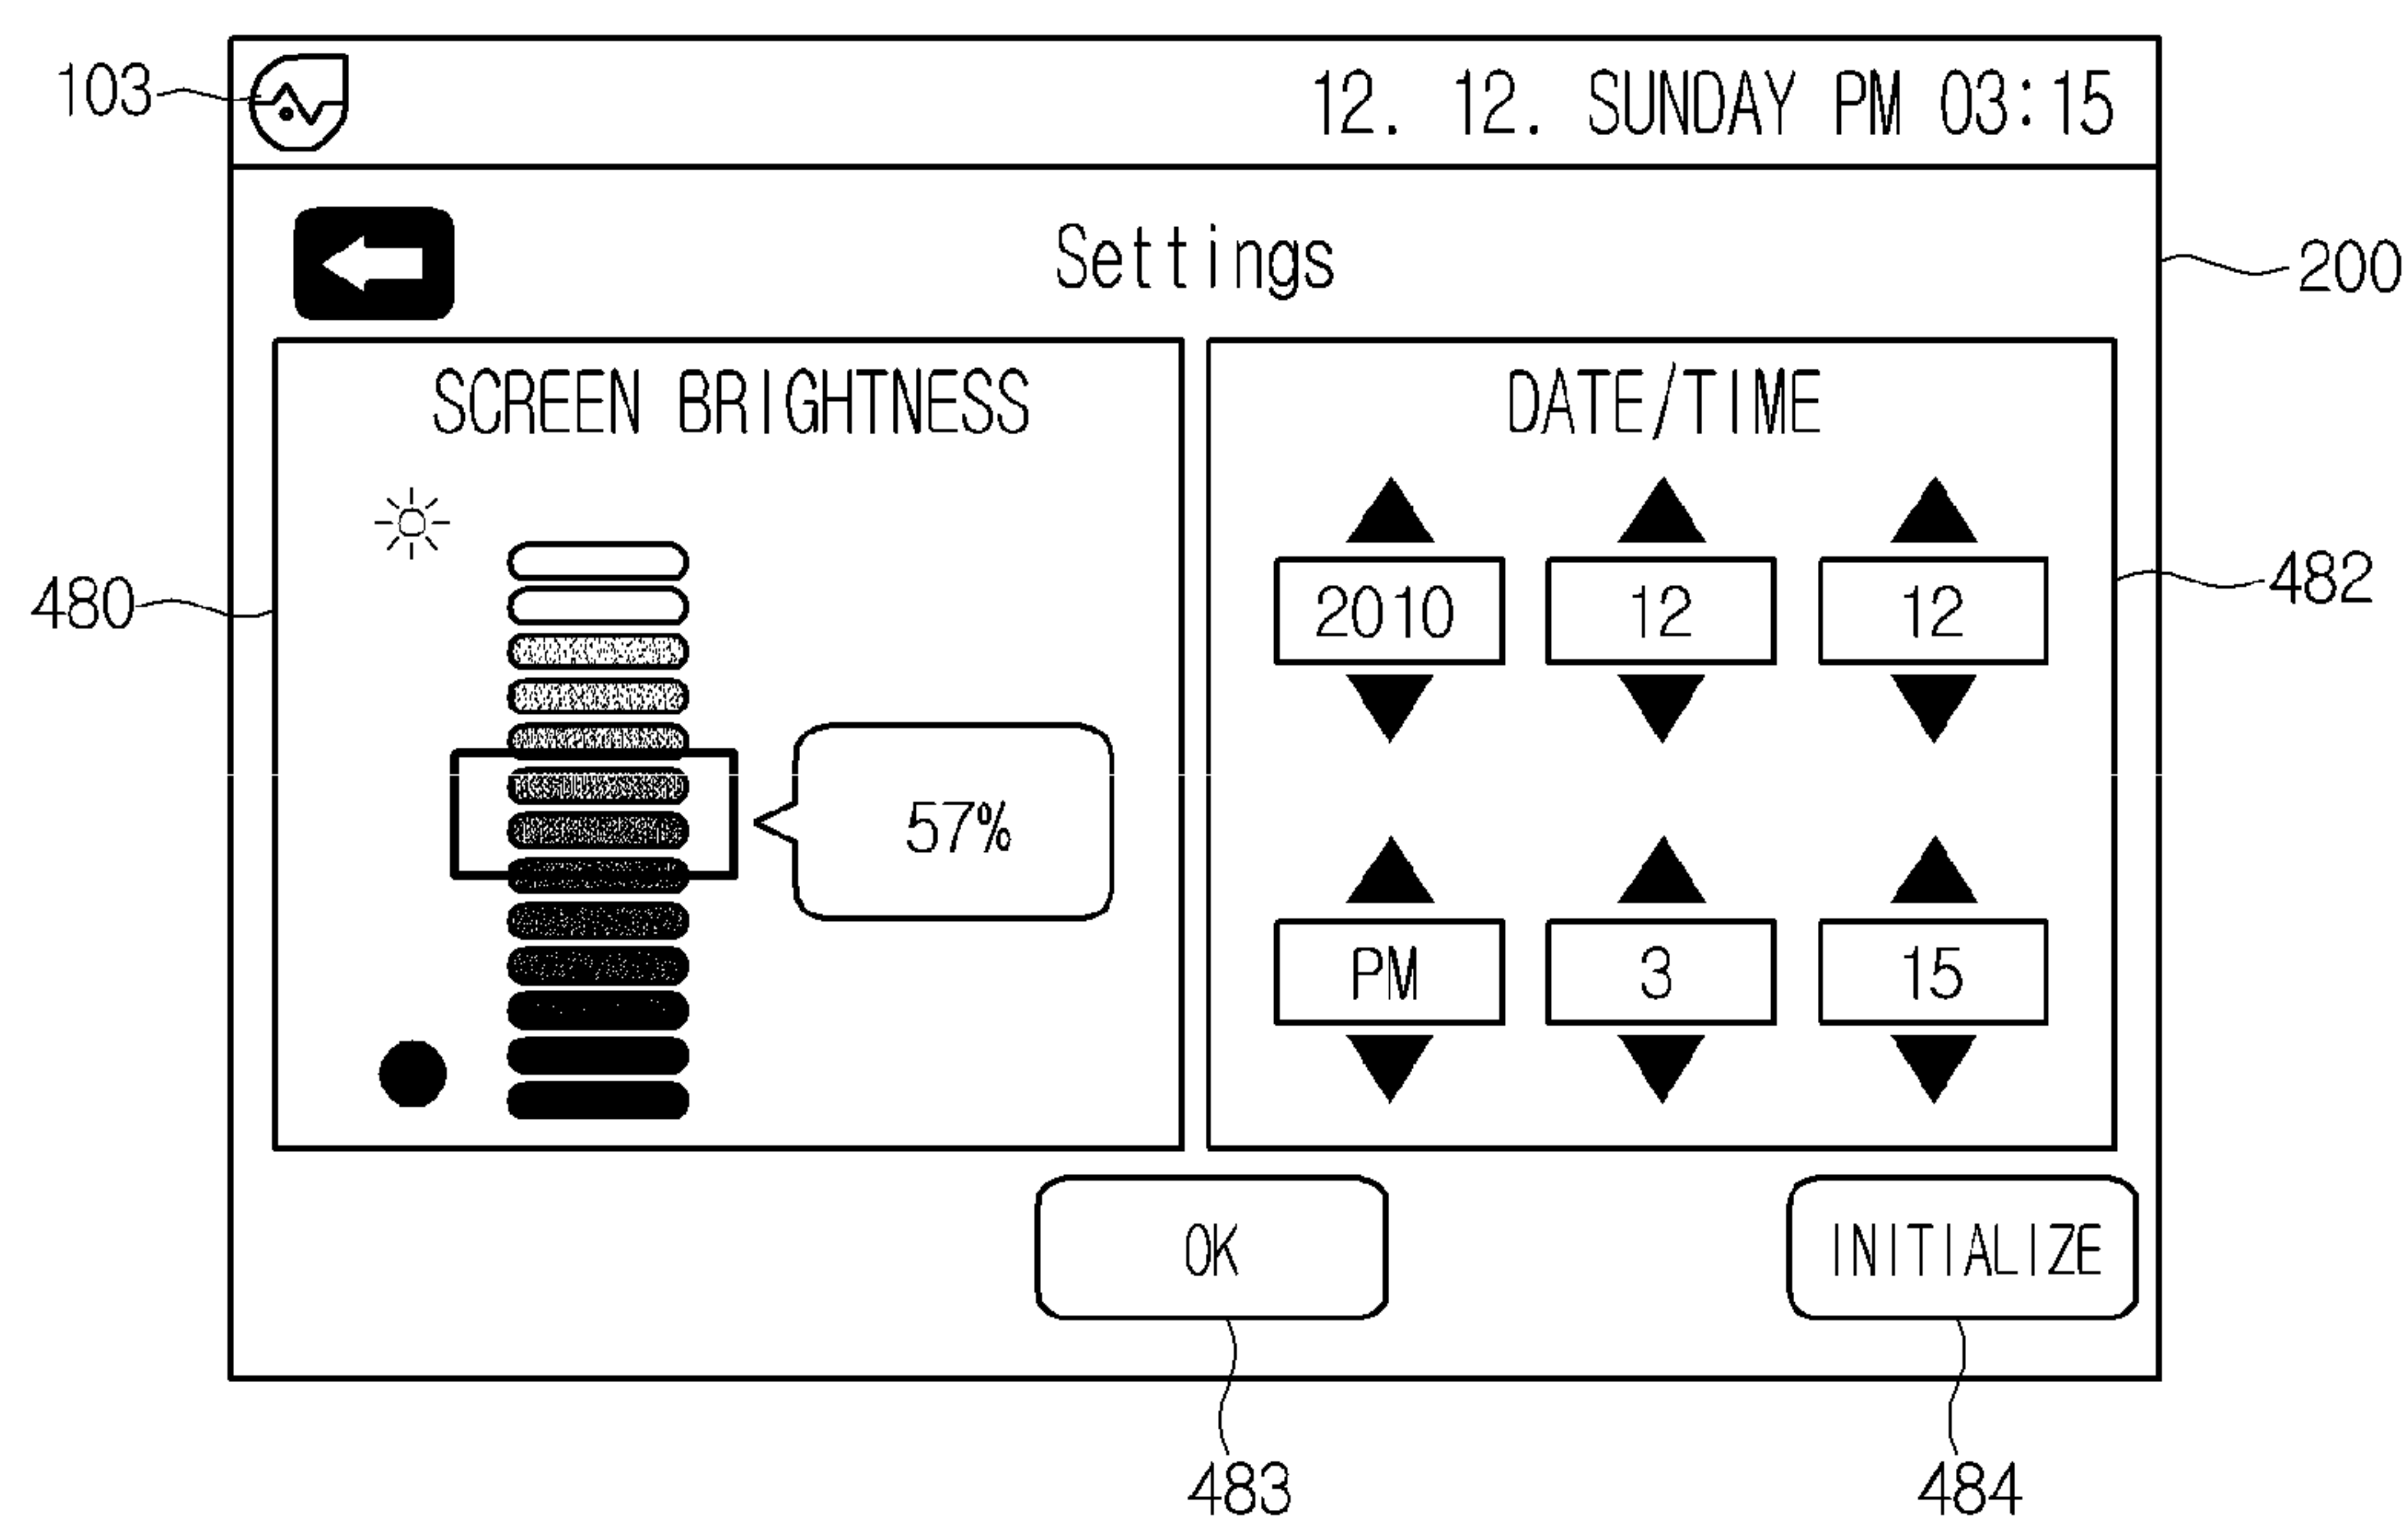 103
12. 12. SUNDAY PM 03:15
Settings
200
SCREEN BRIGHTNESS
DATE/TIME
480
2010 12 12
482
57%
PM 3 15
OK
INITIALIZE
483
484